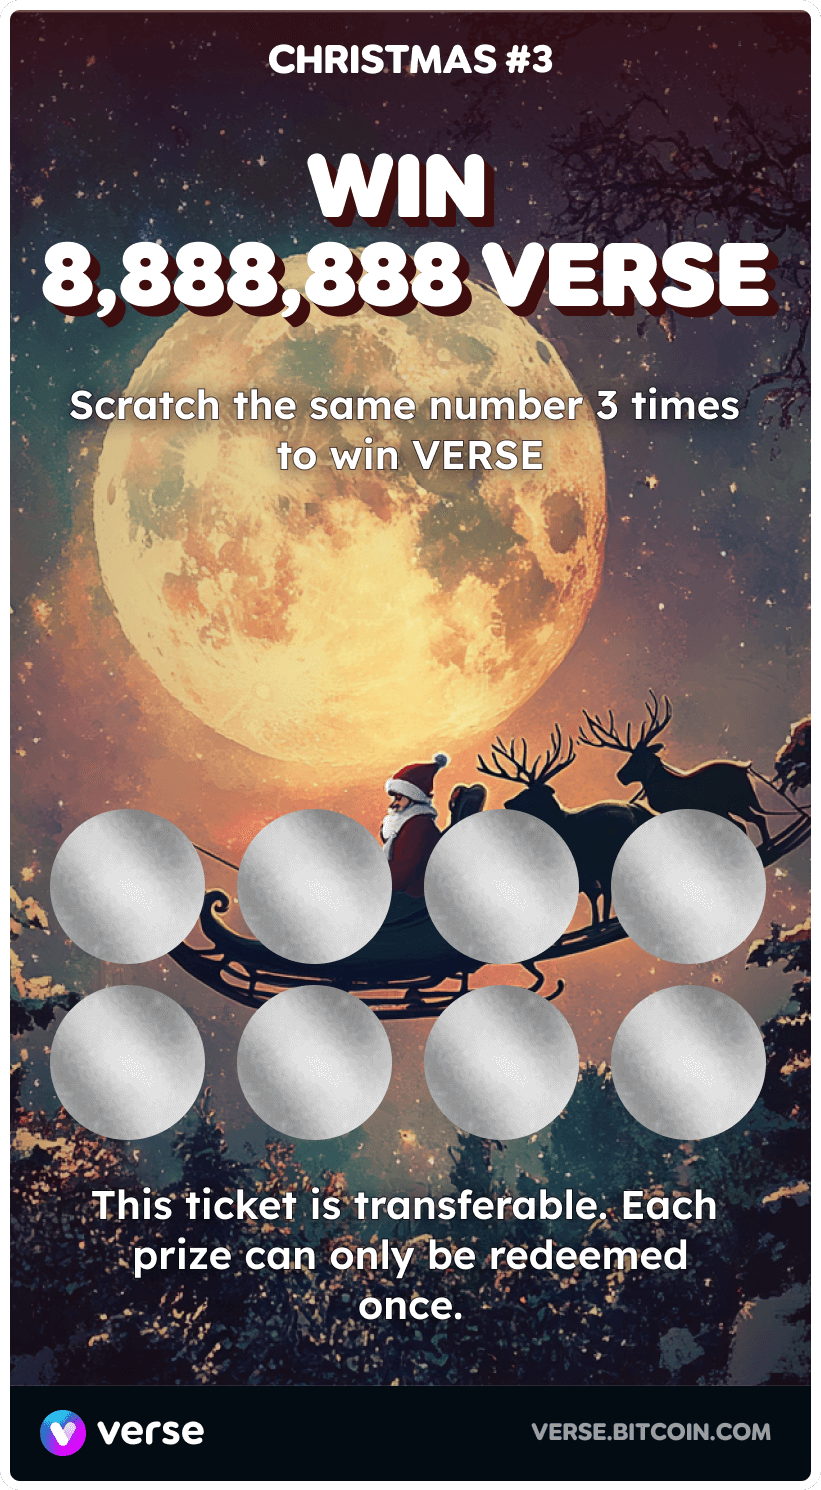 CHRISTMAS #3
WIN
8,888,888 VERSE
Scratch the same number 3 times
to win VERSE
This ticket is transferable. Each
prize can only be redeemed
once.
verse
VERSE.BITCOIN.COM